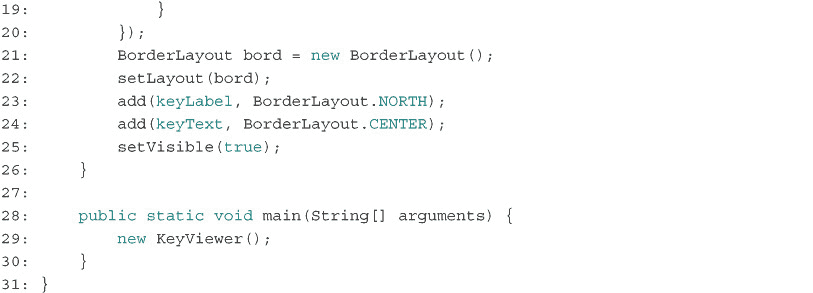 19:             }
20:         });
21:         BorderLayout bord = new BorderLayout();
22:         setLayout(bord);
23:         add(keyLabel, BorderLayout.NORTH);
24:         add(keyText, BorderLayout.CENTER);
25:         setVisible(true);
26:     }
27:
28:     public static void main(String[] arguments) {
29:         new KeyViewer();
30:     }
31: }